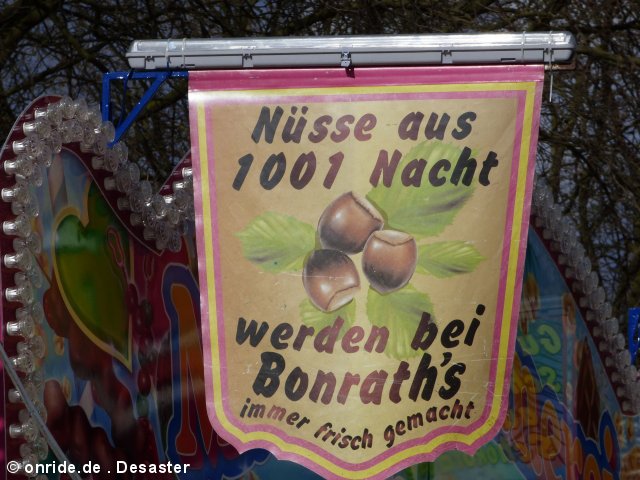 Nüsse aus
1001 Nacht
werden bei
Bonrath's
immer frisch gemacht
© onride.de . Desaster